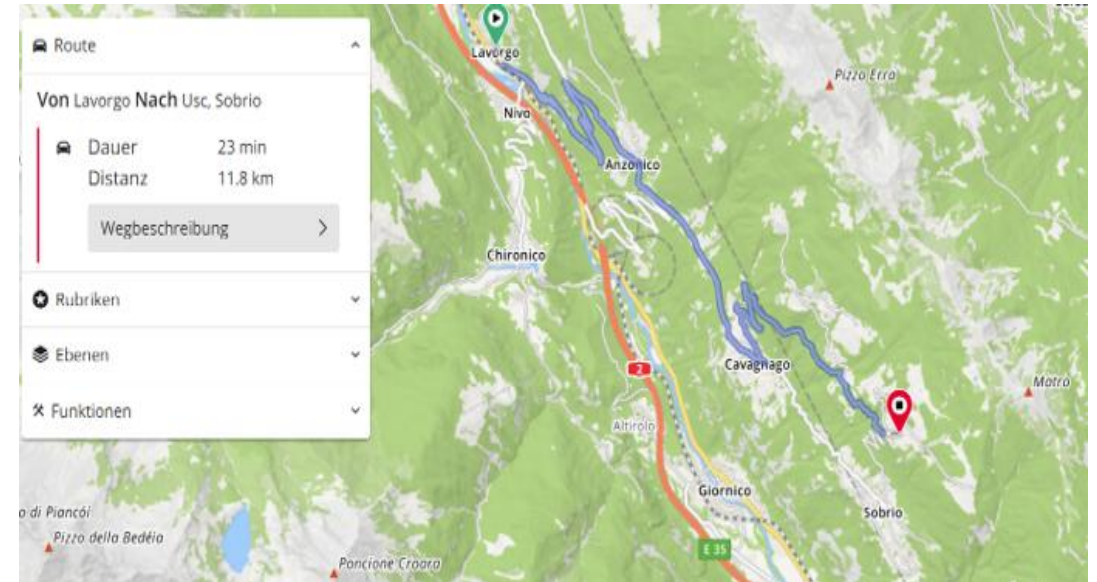 Route
Von Lavorgo Nach Usc, Sobrio
Dauer 23 min
Distanz 11.8 km
Wegbeschreibung
Rubriken
Ebenen
Funktionen
Lavorgo
Pizzo Erra
Nivo
Anzonico
Chironico
Cavagnago
2
Matro
Altirolo
Giornico
Sobrio
o di Piancói
Pizzo della Bedéia
E 35
Poncione Croara